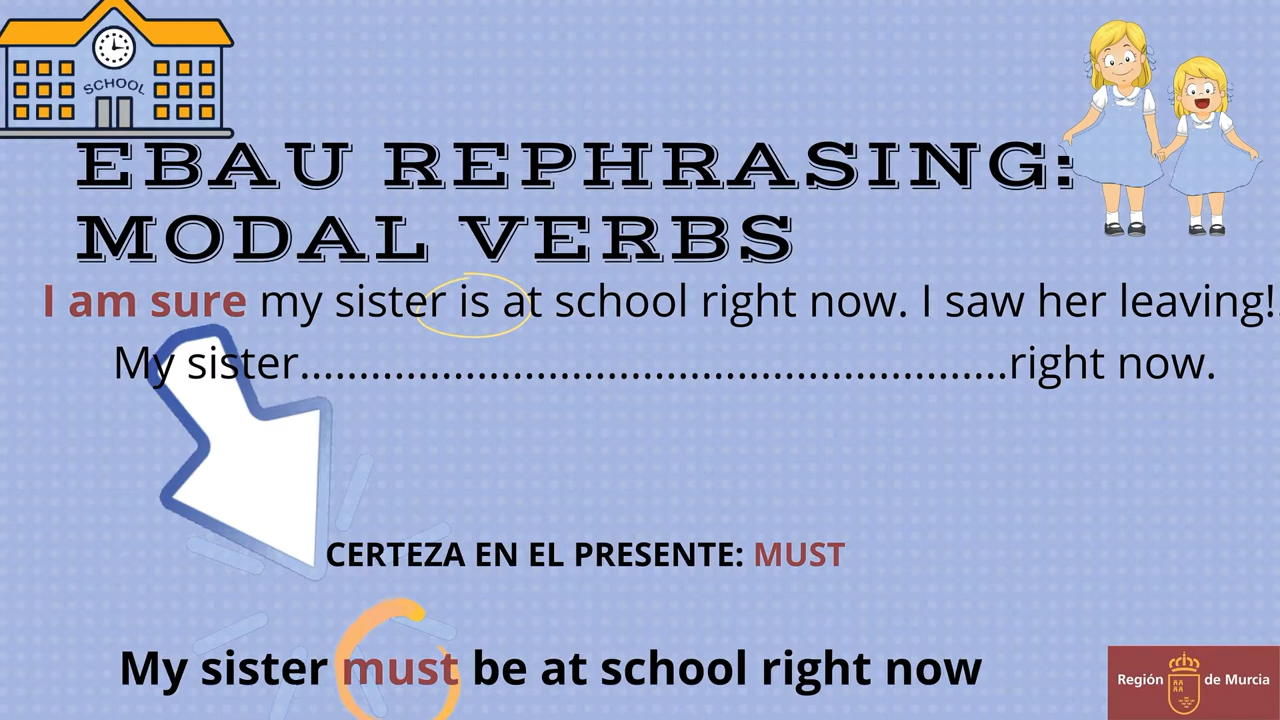 SCHOOL
EBAU REPHRASING:
MODAL VERBS
I am sure my sister is at school right now. I saw her leaving!.
My sister............................................................right now.
CERTEZA EN EL PRESENTE: MUST
My sister must be at school right now
Región de Murcia